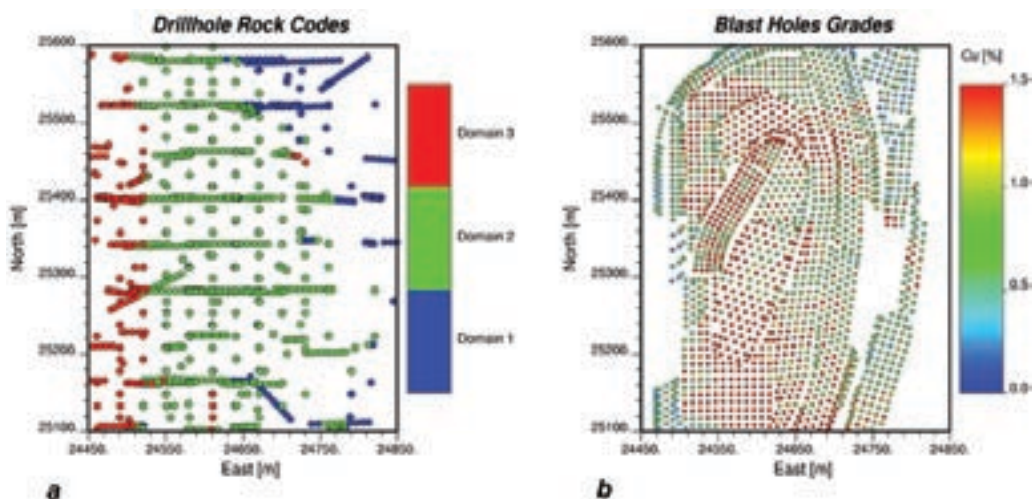 Drillhole Rock Codes
25600.
25500.
25400.
25300.
25200.
25100.
North [m]
24450.
24550.
24650.
24750.
24850.
East [m]
Domain 3
Domain 2
Domain 1
a
Blast Holes Grades
Cu [%]
25600.
25500.
25400.
25300.
25200.
25100.
North [m]
24450.
24550.
24650.
24750.
24850.
East [m]
1.5
1.0
0.5
0.0
b